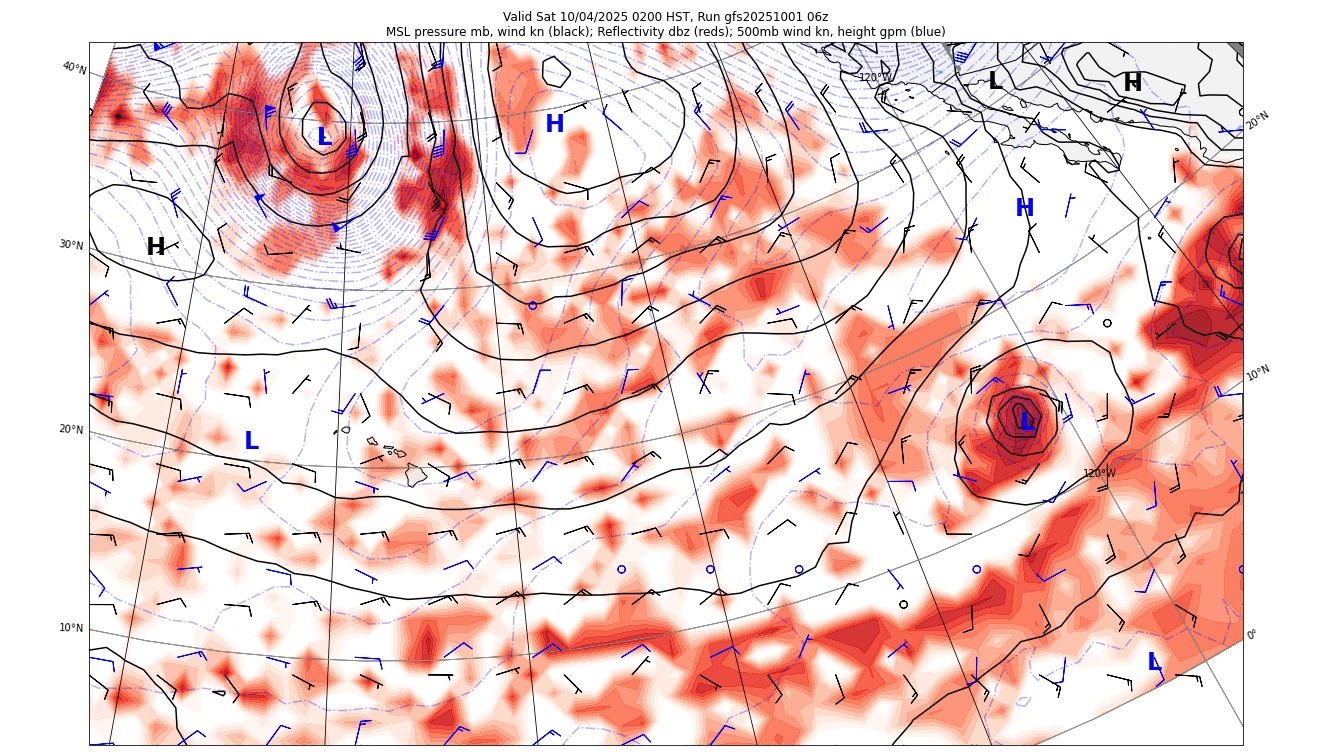 Valid Sat 10/04/2025 0200 HST, Run gfs20251001 06z
MSL pressure mb, wind kn (black); Reflectivity dbz (reds); 500mb wind kn, height gpm (blue)
40°N
120°W
L
H
20°N
L
H
H
30°N
H
10°N
L
20°N
L
120°W
10°N
0°
L